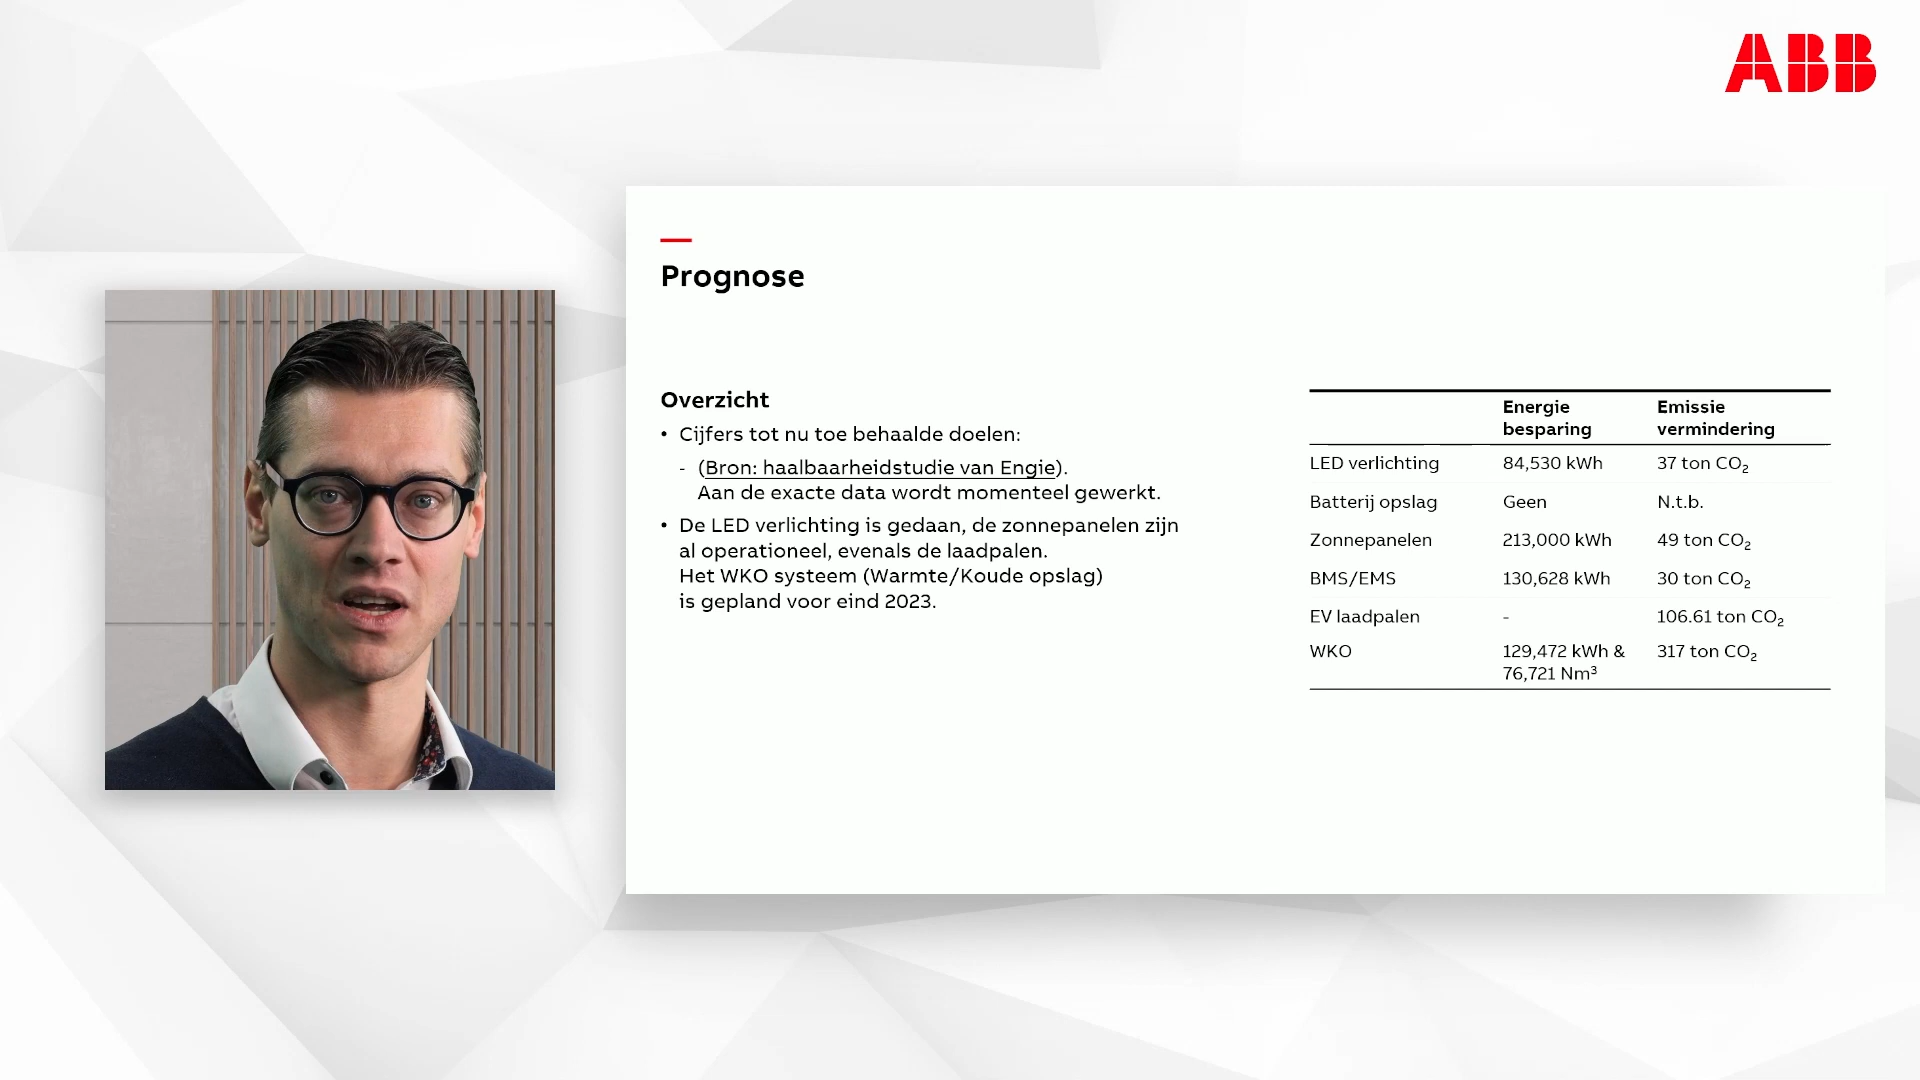 ABB
Prognose
Overzicht
• Cijfers tot nu toe behaalde doelen:
- (Bron: haalbaarheidstudie van Engie).
Aan de exacte data wordt momenteel gewerkt.
• De LED verlichting is gedaan, de zonnepanelen zijn
al operationeel, evenals de laadpalen.
Het WKO systeem (Warmte/Koude opslag)
is gepland voor eind 2023.
Energie besparing Emissie vermindering
LED verlichting 84,530 kWh 37 ton CO₂
Batterij opslag Geen N.t.b.
Zonnepanelen 213,000 kWh 49 ton CO₂
BMS/EMS 130,628 kWh 30 ton CO₂
EV laadpalen - 106.61 ton CO₂
WKO 129,472 kWh & 317 ton CO₂
76,721 Nm³